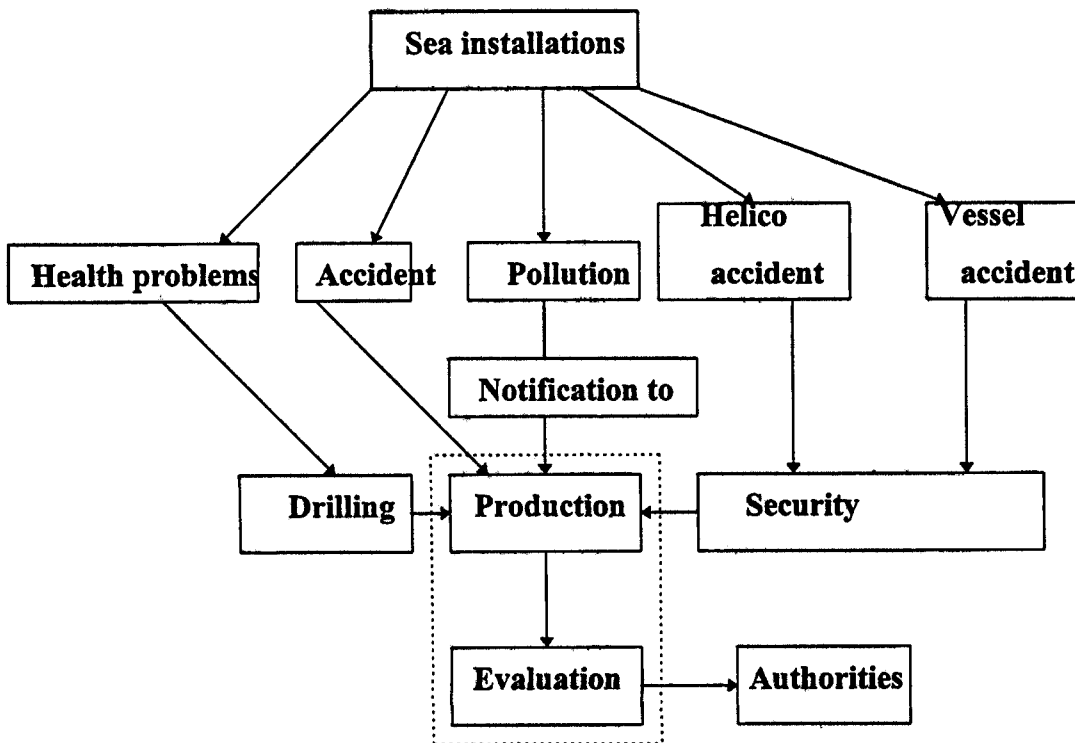 Sea installations
Health problems
Accident
Pollution
Helico
accident
Vessel
accident
Notification to
Drilling
Production
Security
Evaluation
Authorities